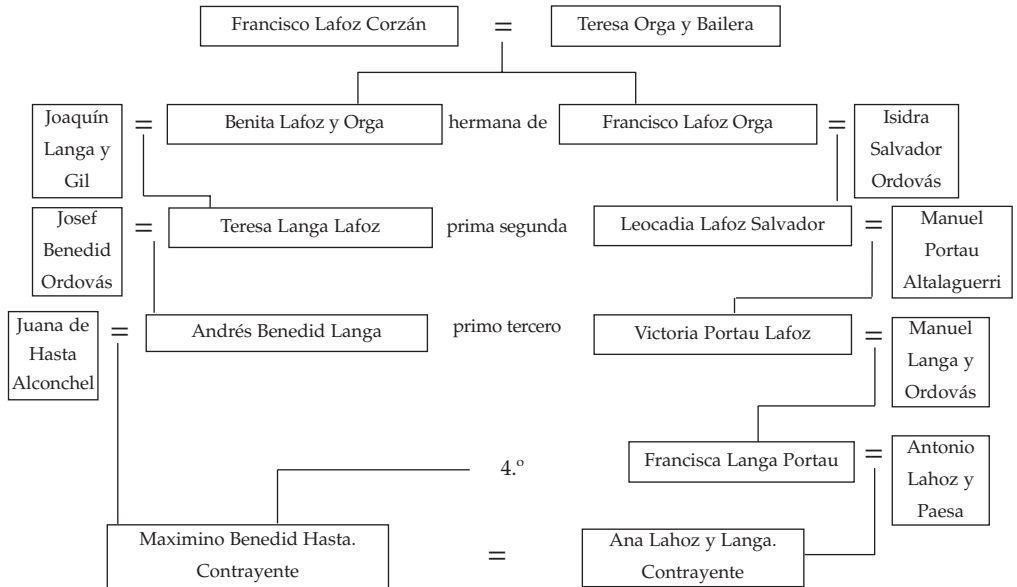 Francisco Lafoz Corzán = Teresa Orga y Bailera
Joaquín
Langa y
Gil
=
Benita Lafoz y Orga
hermana de
Francisco Lafoz Orga
=
Isidra
Salvador
Ordovás
Josef
Benedid
Ordovás
=
Teresa Langa Lafoz
prima segunda
Leocadia Lafoz Salvador
=
Manuel
Portau
Altalaguerri
Juana de
Hasta
Alconchel
=
Andrés Benedid Langa
primo tercero
Victoria Portau Lafoz
=
Manuel
Langa y
Ordovás
4.º
Francisca Langa Portau
=
Antonio
Lahoz y
Paesa
Maximino Benedid Hasta.
Contrayente
=
Ana Lahoz y Langa.
Contrayente